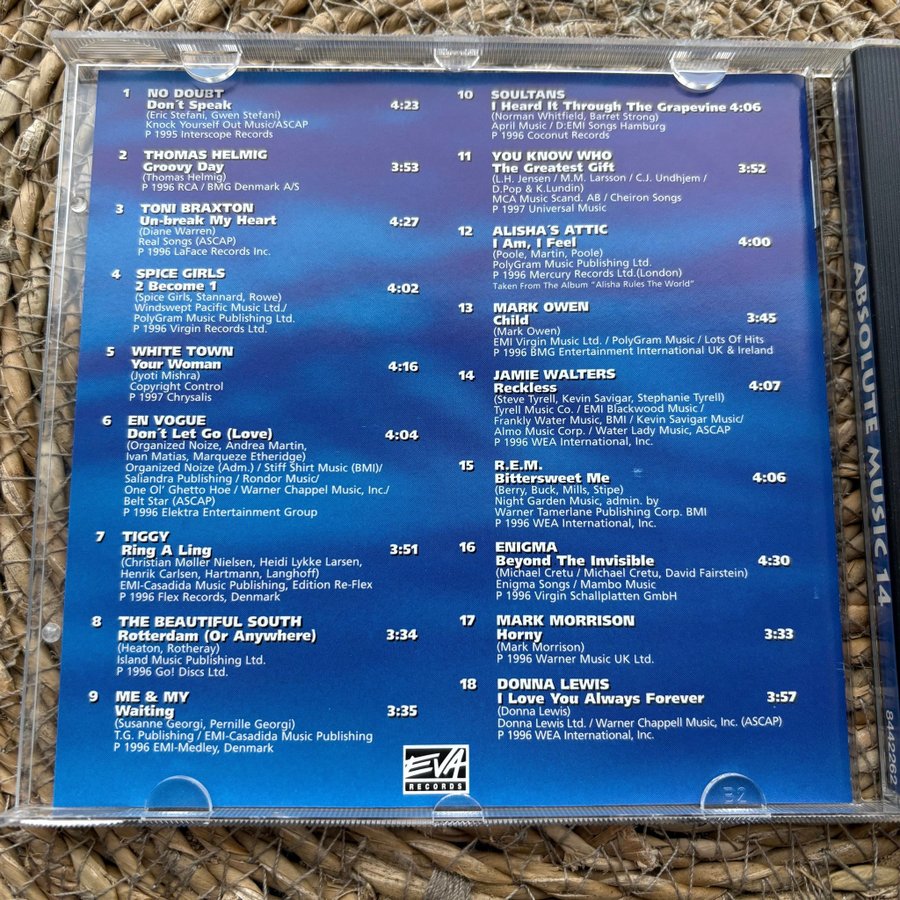 1 NO DOUBT
Don´t Speak 4:23
(Eric Stefani, Gwen Stefani)
Knock Yourself Out Music/ASCAP
P 1995 Interscope Records
2 THOMAS HELMIG
Groovy Day 3:53
(Thomas Helmig)
P 1996 RCA / BMG Denmark A/S
3 TONI BRAXTON
Un-break My Heart 4:27
(Diane Warren)
Real Songs (ASCAP)
P 1996 LaFace Records Inc.
4 SPICE GIRLS
2 Become 1 4:02
(Spice Girls, Stannard, Rowe)
Windswept Pacific Music Ltd./
PolyGram Music Publishing Ltd.
P 1996 Virgin Records Ltd.
5 WHITE TOWN
Your Woman 4:16
(Jyoti Mishra)
Copyright Control
P 1997 Chrysalis
6 EN VOGUE
Don´t Let Go (Love) 4:04
(Organized Noize, Andrea Martin,
Ivan Matias, Marqueze Etheridge)
Organized Noize (Adm.) / Stiff Shirt Music (BMI)/
Sailandra Publishing / Rondor Music/
One Ol’ Ghetto Hoe / Warner Chappel Music, Inc./
Belt Star (ASCAP)
P 1996 Elektra Entertainment Group
7 TIGGY
Ring A Ling 3:51
(Christian Møller Nielsen, Heidi Lykke Larsen,
Henrik Carlsen, Hartmann, Langhoff)
EMI-Casadida Music Publishing, Edition Re-Flex
P 1996 Flex Records, Denmark
8 THE BEAUTIFUL SOUTH
Rotterdam (Or Anywhere) 3:34
(Heaton, Rotheray)
Island Music Publishing Ltd.
P 1996 Go! Discs Ltd.
9 ME & MY
Waiting 3:35
(Susanne Georgi, Pernille Georgi)
T.G. Publishing / EMI-Casadida Music Publishing
P 1996 EMI-Medley, Denmark
10 SOULTANS
I Heard It Through The Grapevine 4:06
(Norman Whitfield, Barret Strong)
April Music / D:EMI Songs Hamburg
P 1996 Coconut Records
11 YOU KNOW WHO
The Greatest Gift 3:52
(L.H. Jensen / M.M. Larsson / C.J. Undhjem /
D.Pop & K.Lundin)
MCA Music Scand. AB / Cheiron Songs
P 1997 Universal Music
12 ALISHA´S ATTIC
I Am, I Feel 4:00
(Poole, Martin, Poole)
PolyGram Music Publishing Ltd.
P 1996 Mercury Records Ltd.(London)
Taken From The Album "Alisha Rules The World"
13 MARK OWEN
Child 3:45
(Mark Owen)
EMI Virgin Music Ltd. / PolyGram Music / Lots Of Hits
P 1996 BMG Entertainment International UK & Ireland
14 JAMIE WALTERS
Reckless 4:07
(Steve Tyrell, Kevin Savigar, Stephanie Tyrell)
Tyrell Music Co. / EMI Blackwood Music /
Frankly Water Music, BMI / Kevin Savigar Music/
Almo Music Corp. / Water Lady Music, ASCAP
P 1996 WEA International, Inc.
15 R.E.M.
Bittersweet Me 4:06
(Berry, Buck, Mills, Stipe)
Night Garden Music, admin. by
Warner Tamerlane Publishing Corp. BMI
P 1996 WEA International, Inc.
16 ENIGMA
Beyond The Invisible 4:30
(Michael Cretu / Michael Cretu, David Fairstein)
Enigma Songs / Mambo Music
P 1996 Virgin Schallplatten GmbH
17 MARK MORRISON
Horny 3:33
(Mark Morrison)
P 1996 Warner Music UK Ltd.
18 DONNA LEWIS
I Love You Always Forever 3:57
(Donna Lewis)
Donna Lewis Ltd. / Warner Chappell Music, Inc. (ASCAP)
P 1996 WEA International, Inc.
EVA
RECORDS
B2
ABSOLUTE MUSIC 14
8442262